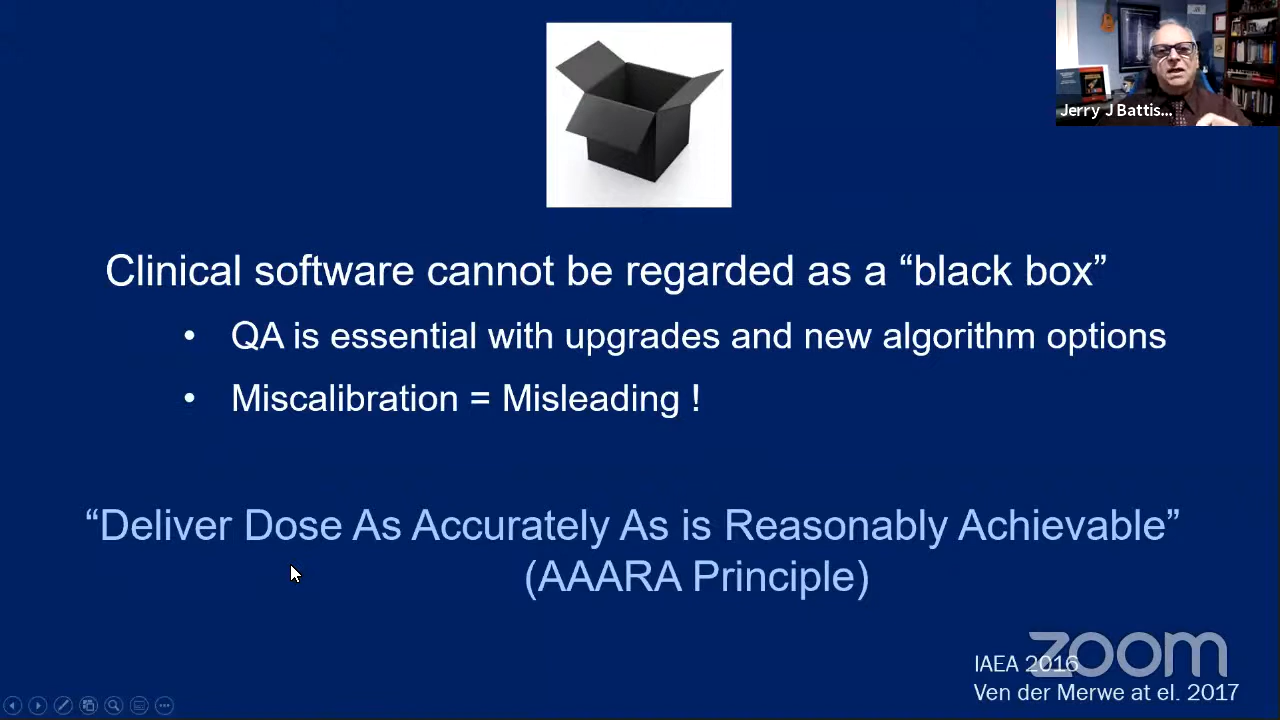 Jerry J Battis...
Clinical software cannot be regarded as a “black box”
• QA is essential with upgrades and new algorithm options
• Miscalibration = Misleading !
“Deliver Dose As Accurately As is Reasonably Achievable”
(AAARA Principle)
zoom
IAEA 2016
Ven der Merwe at el. 2017